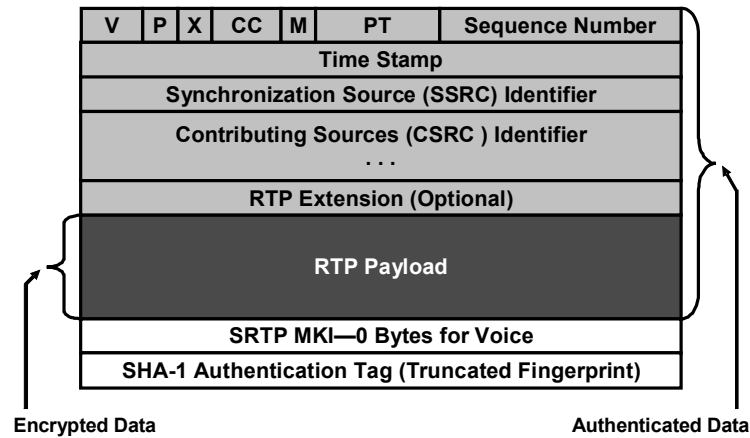 V P X CC M PT Sequence Number
Time Stamp
Synchronization Source (SSRC) Identifier
Contributing Sources (CSRC ) Identifier
. . .
RTP Extension (Optional)
RTP Payload
SRTP MKI—0 Bytes for Voice
SHA-1 Authentication Tag (Truncated Fingerprint)
Encrypted Data
Authenticated Data